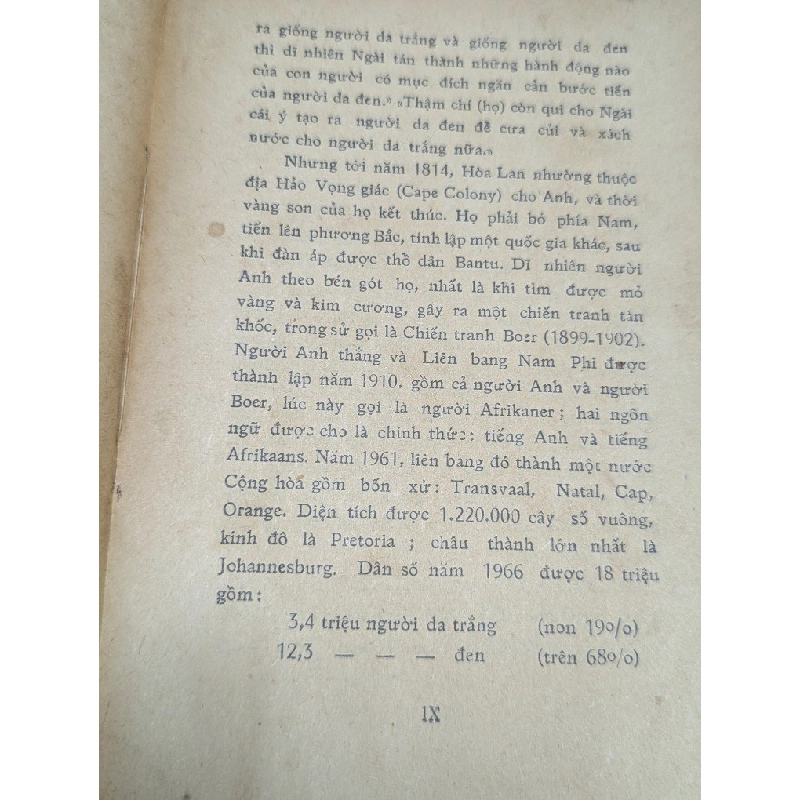 ra giống người da trắng và giống người da đen
thì dĩ nhiên Ngài tán thành những hành động nào
của con người có mục đích ngăn cản bước tiến
của người da đen.» «Thậm chí (họ) còn qui cho Ngài
cái ý tạo ra người da đen để cưa củi và xách
nước cho người da trắng nữa.»
Nhưng tới năm 1814, Hòa Lan nhường thuộc
địa Hảo Vọng giác (Cape Colony) cho Anh, và thời
vàng son của họ kết thúc. Họ phải bỏ phía Nam,
tiến lên phương Bắc, tính lập một quốc gia khác, sau
khi đàn áp được thổ dân Bantu. Dĩ nhiên người
Anh theo bén gót họ, nhất là khi tìm được mỏ
vàng và kim cương, gây ra một chiến tranh tàn
khốc, trong sử gọi là Chiến tranh Boer (1899-1902).
Người Anh thắng và Liên bang Nam Phi được
thành lập năm 1910, gồm cả người Anh và người
Boer, lúc này gọi là người Afrikaner ; hai ngôn
ngữ được cho là chính thức : tiếng Anh và tiếng
Afrikaans. Năm 1961, liên bang đó thành một nước
Cộng hòa gồm bốn xứ : Transvaal, Natal, Cap,
Orange. Diện tích được 1.220.000 cây số vuông,
kinh đô là Pretoria ; châu thành lớn nhất là
Johannesburg. Dân số năm 1966 được 18 triệu
gồm :
3,4 triệu người da trắng (non 19o/o)
12,3 — — — đen (trên 68o/o)
IX